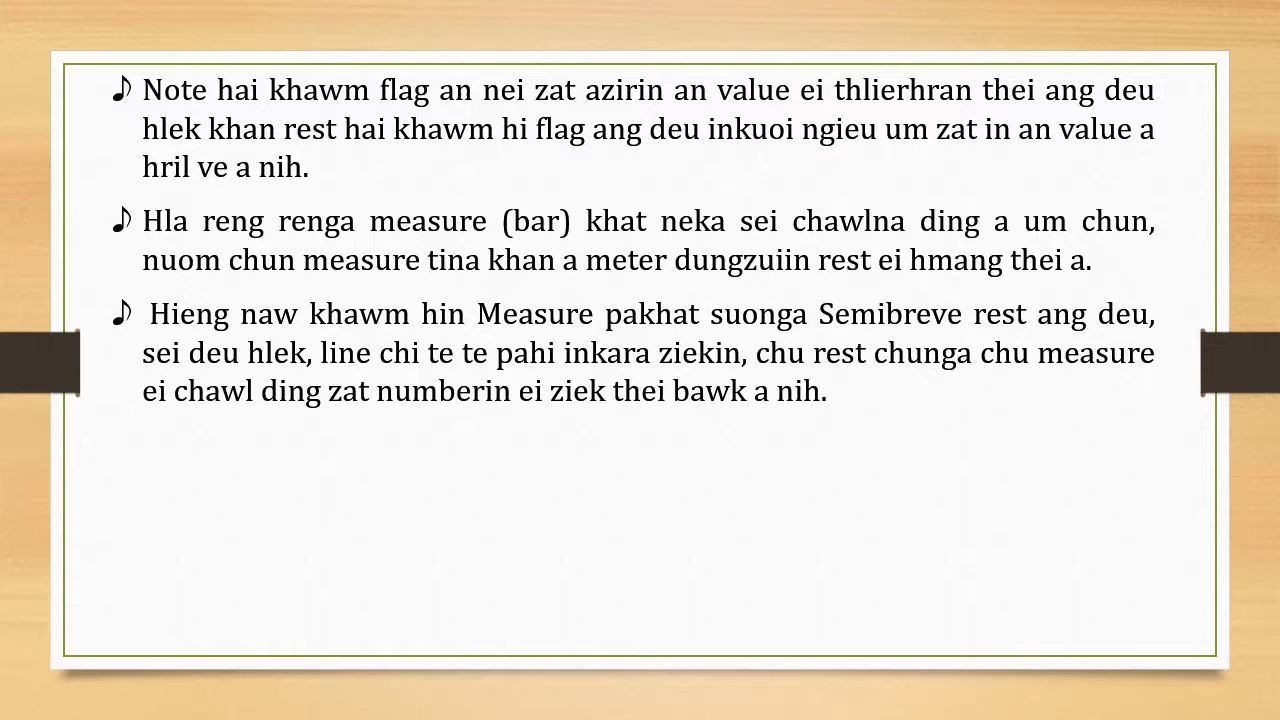 ♪ Note hai khawm flag an nei zat azirin an value ei thlierhran thei ang deu
hlek khan rest hai khawm hi flag ang deu inkuoi ngieu um zat in an value a
hril ve a nih.
♪ Hla reng renga measure (bar) khat neka sei chawlna ding a um chun,
nuom chun measure tina khan a meter dungzuiin rest ei hmang thei a.
♪ Hieng naw khawm hin Measure pakhat suonga Semibreve rest ang deu,
sei deu hlek, line chi te te pahi inkara ziekin, chu rest chunga chu measure
ei chawl ding zat numberin ei ziek thei bawk a nih.